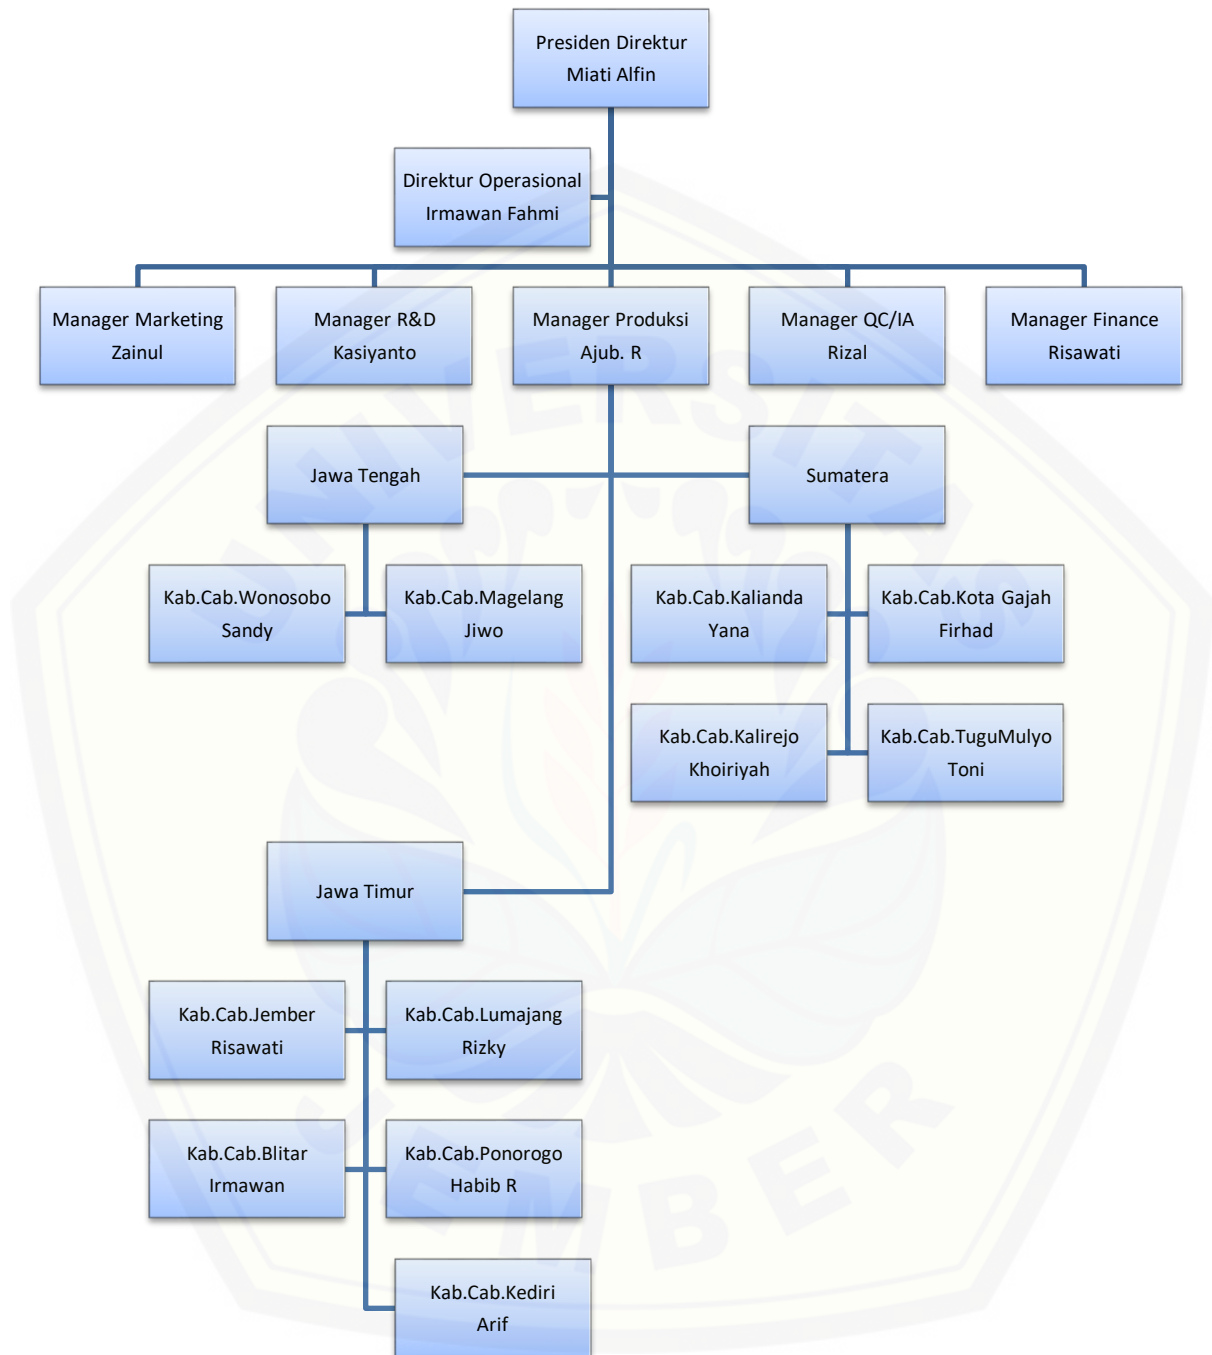 Presiden Direktur
Miati Alfin
Direktur Operasional
Irmawan Fahmi
Manager Marketing
Zainul
Manager R&D
Kasiyanto
Manager Produksi
Ajub. R
Manager QC/IA
Rizal
Manager Finance
Risawati
Jawa Tengah
Sumatera
Kab.Cab.Wonosobo
Sandy
Kab.Cab.Magelang
Jiwo
Kab.Cab.Kalianda
Yana
Kab.Cab.Kota Gajah
Firhad
Kab.Cab.Kalirejo
Khoiriyah
Kab.Cab.TuguMulyo
Toni
Jawa Timur
Kab.Cab.Jember
Risawati
Kab.Cab.Lumajang
Rizky
Kab.Cab.Blitar
Irmawan
Kab.Cab.Ponorogo
Habib R
Kab.Cab.Kediri
Arif
UNIVERSITAS
JEMBER